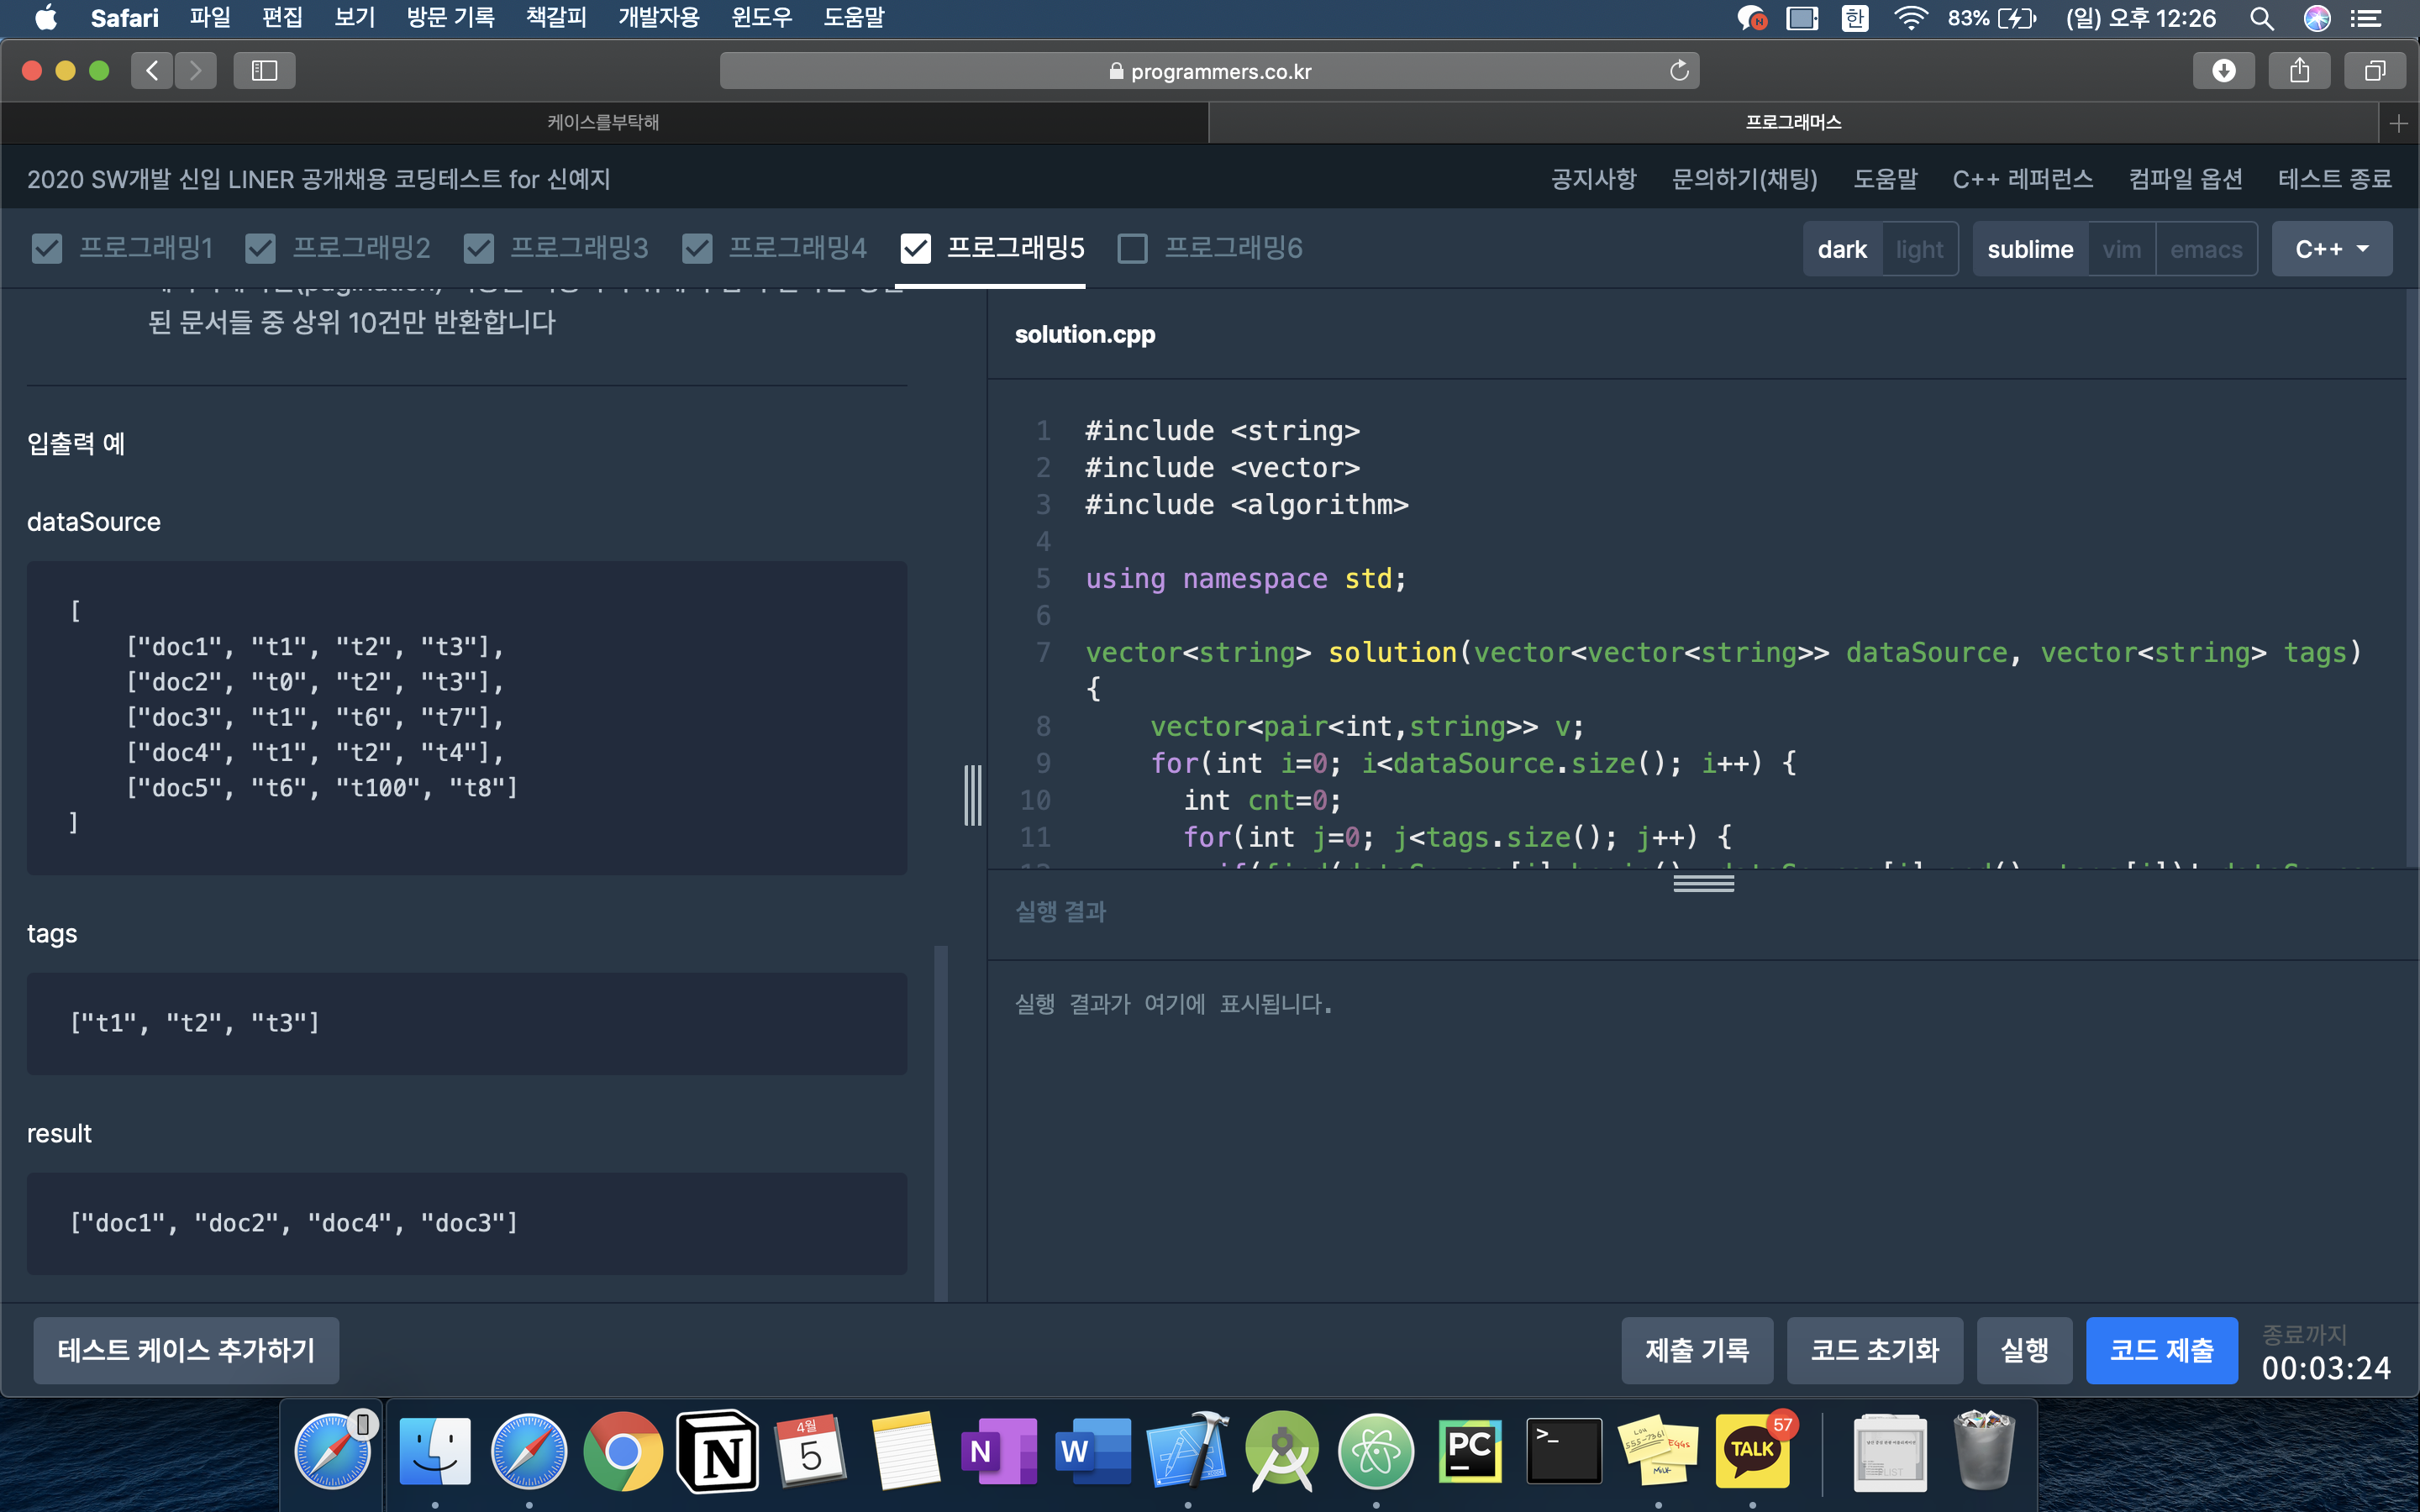 Safari 파일 편집 보기 방문 기록 책갈피 개발자용 윈도우 도움말 한 83% (일) 오후 12:26
programmers.co.kr
케이스를부탁해 프로그래머스
2020 SW개발 신입 LINER 공개채용 코딩테스트 for 신예지 공지사항 문의하기(채팅) 도움말 C++ 레퍼런스 컴파일 옵션 테스트 종료
프로그래밍1 프로그래밍2 프로그래밍3 프로그래밍4 프로그래밍5 프로그래밍6 dark light sublime vim emacs C++
된 문서들 중 상위 10건만 반환합니다
입출력 예
dataSource
[
["doc1", "t1", "t2", "t3"],
["doc2", "t0", "t2", "t3"],
["doc3", "t1", "t6", "t7"],
["doc4", "t1", "t2", "t4"],
["doc5", "t6", "t100", "t8"]
]
tags
["t1", "t2", "t3"]
result
["doc1", "doc2", "doc4", "doc3"]
solution.cpp
1 #include <string>
2 #include <vector>
3 #include <algorithm>
4
5 using namespace std;
6
7 vector<string> solution(vector<vector<string>> dataSource, vector<string> tags)
{
8 vector<pair<int,string>> v;
9 for(int i=0; i<dataSource.size(); i++) {
10 int cnt=0;
11 for(int j=0; j<tags.size(); j++) {
실행 결과
실행 결과가 여기에 표시됩니다.
테스트 케이스 추가하기 제출 기록 코드 초기화 실행 코드 제출 종료까지
00:03:24
N 4월 5 N W PC >_ TALK 57